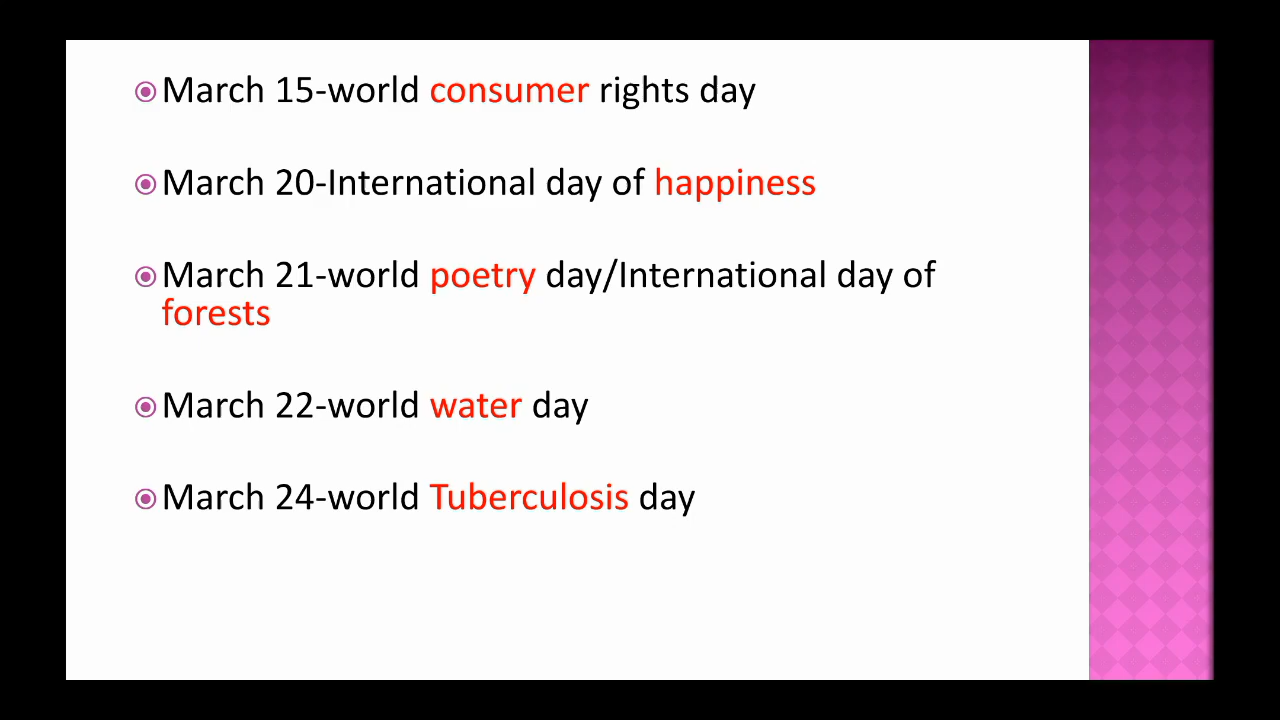 March 15-world consumer rights day
March 20-International day of happiness
March 21-world poetry day/International day of
forests
March 22-world water day
March 24-world Tuberculosis day